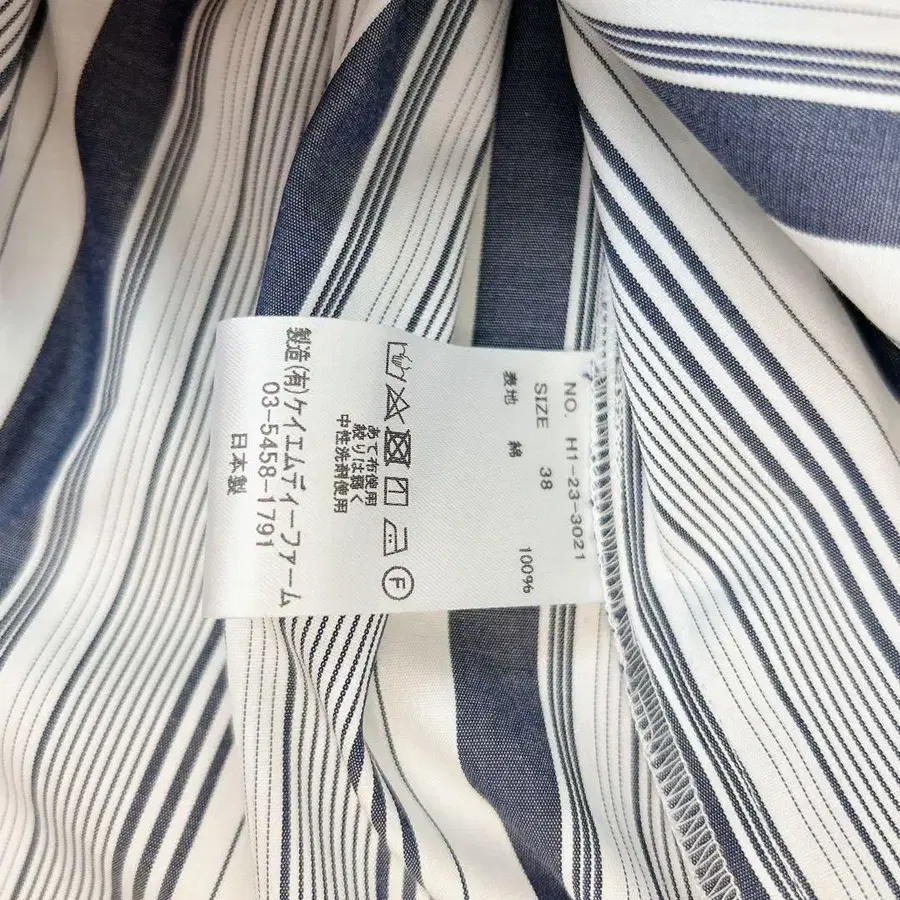 NO. H1-23-3021
SIZE 38
表地 綿 100%
F
あて布使用
絞りは弱く
中性洗剤使用
製造(有)ケイエムディーファーム
03-5458-1791
日本製